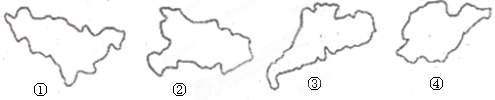 ① ② ③ ④